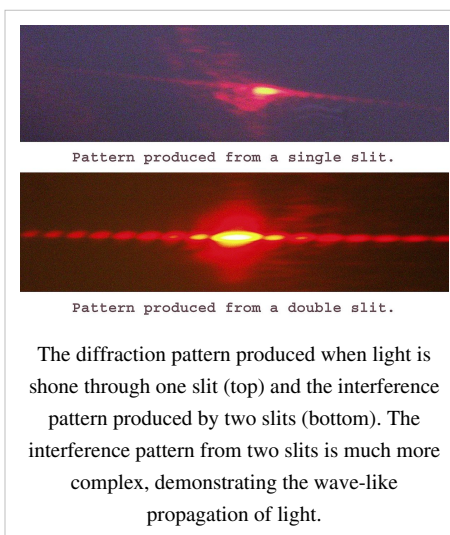 Pattern produced from a single slit.
Pattern produced from a double slit.
The diffraction pattern produced when light is
shone through one slit (top) and the interference
pattern produced by two slits (bottom). The
interference pattern from two slits is much more
complex, demonstrating the wave-like
propagation of light.